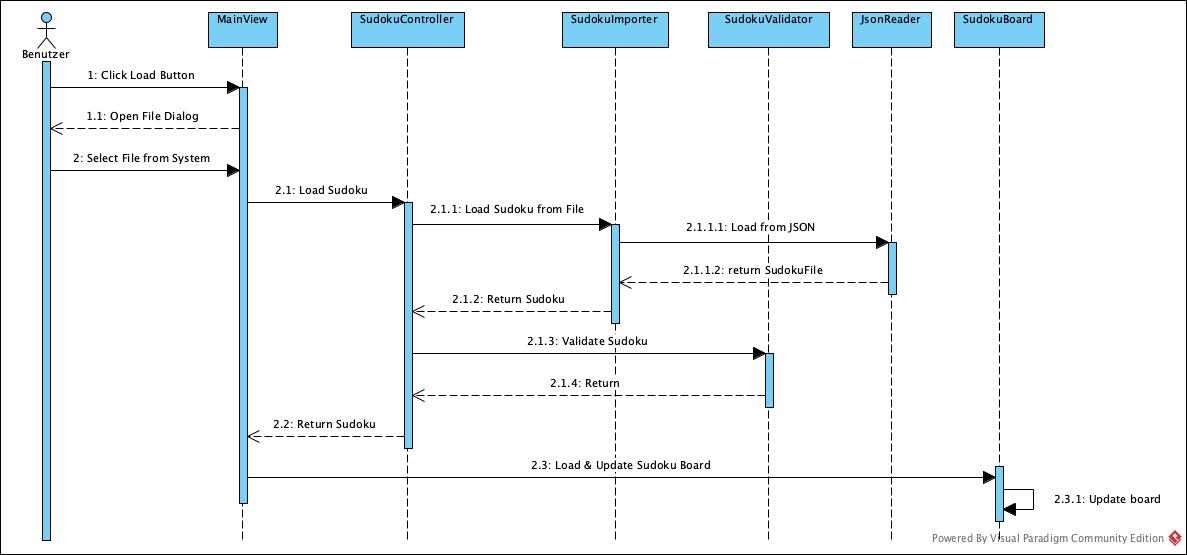 MainView
SudokuController
SudokuImporter
SudokuValidator
JsonReader
SudokuBoard
Benutzer
1: Click Load Button
1.1: Open File Dialog
2: Select File from System
2.1: Load Sudoku
2.1.1: Load Sudoku from File
2.1.1.1: Load from JSON
2.1.1.2: return SudokuFile
2.1.2: Return Sudoku
2.1.3: Validate Sudoku
2.1.4: Return
2.2: Return Sudoku
2.3: Load & Update Sudoku Board
2.3.1: Update board
Powered By Visual Paradigm Community Edition